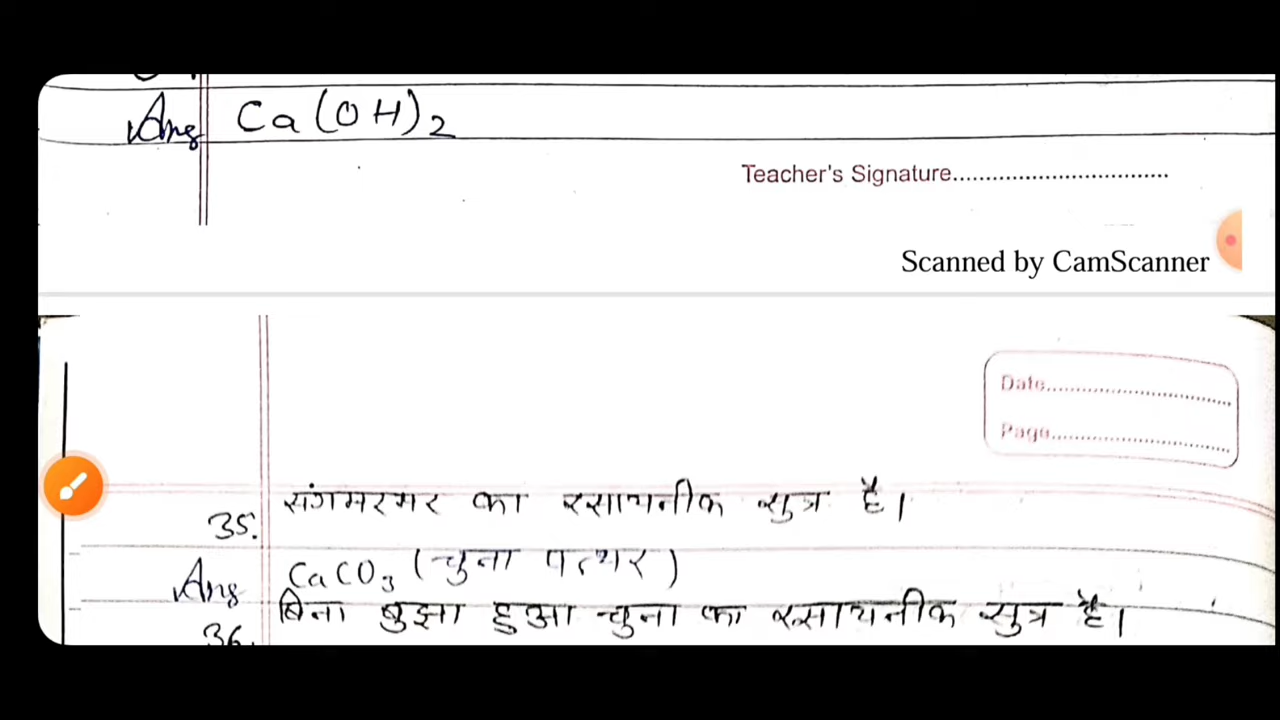 Ans Ca(OH)2
Teacher's Signature
Scanned by CamScanner
Date
Page
35. संगमरमर का रसायनीक सुत्र है।
Ans CaCO3 (चुना पत्थर)
36. बिना बुझा हुआ चुना का रसायनीक सुत्र है।